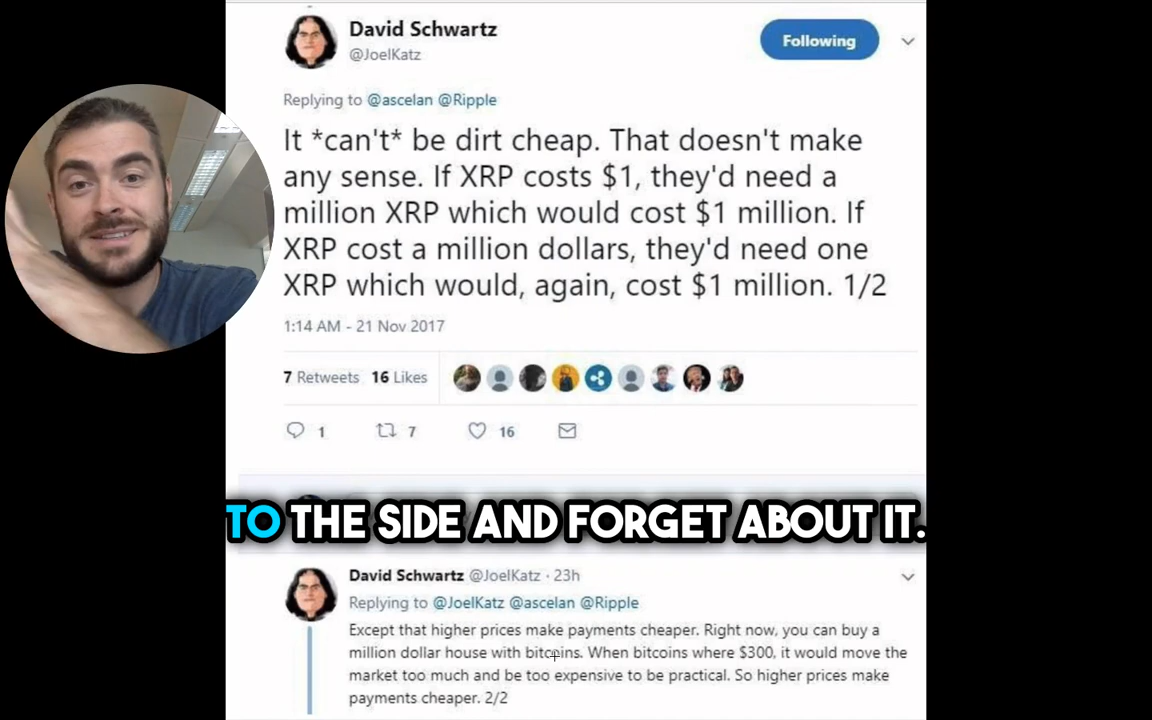 David Schwartz
@JoelKatz
Following
Replying to @ascelan @Ripple
It *can't* be dirt cheap. That doesn't make
any sense. If XRP costs $1, they'd need a
million XRP which would cost $1 million. If
XRP cost a million dollars, they'd need one
XRP which would, again, cost $1 million. 1/2
1:14 AM - 21 Nov 2017
7 Retweets 16 Likes
1 7 16
TO THE SIDE AND FORGET ABOUT IT.
David Schwartz @JoelKatz · 23h
Replying to @JoelKatz @ascelan @Ripple
Except that higher prices make payments cheaper. Right now, you can buy a
million dollar house with bitcoins. When bitcoins where $300, it would move the
market too much and be too expensive to be practical. So higher prices make
payments cheaper. 2/2